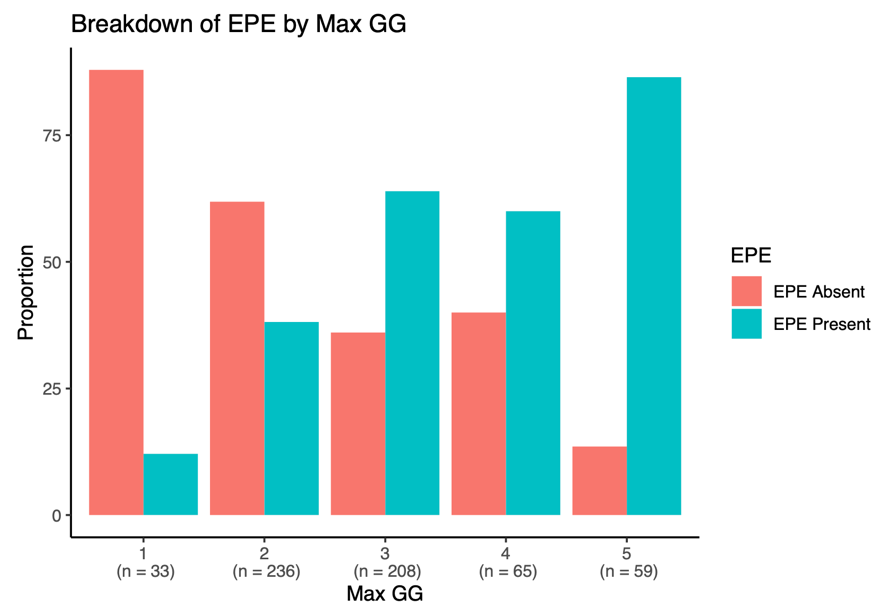 Breakdown of EPE by Max GG
Proportion
75
50
25
0
1
(n = 33)
2
(n = 236)
3
(n = 208)
4
(n = 65)
5
(n = 59)
Max GG
EPE
EPE Absent
EPE Present